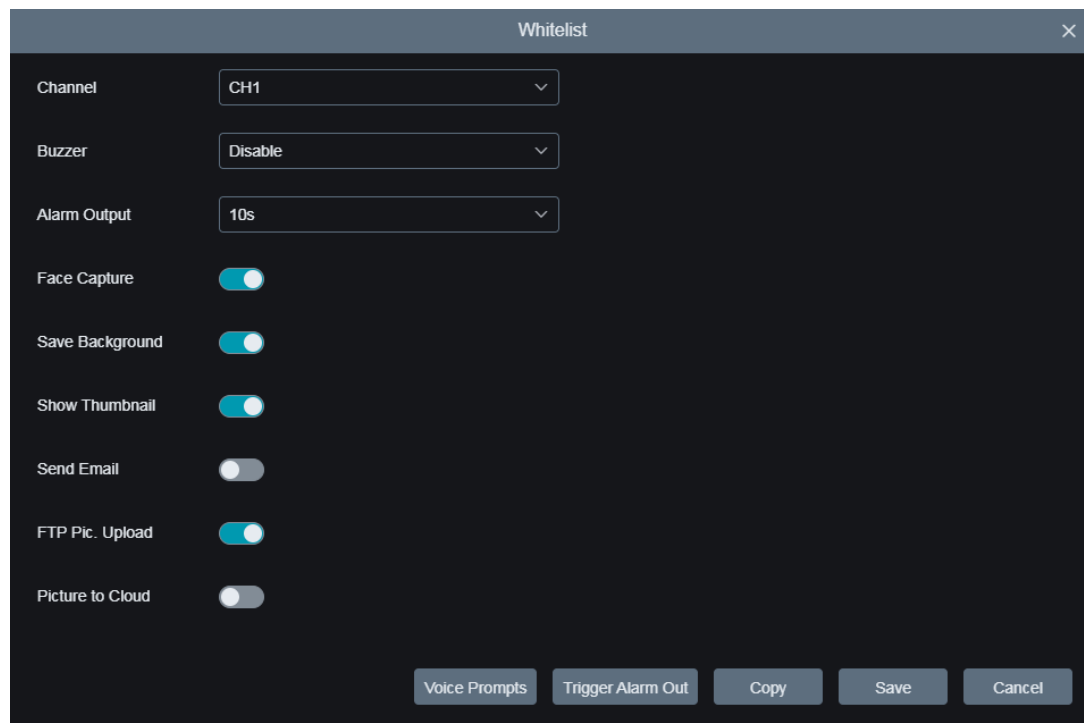 Whitelist
Channel CH1
Buzzer Disable
Alarm Output 10s
Face Capture
Save Background
Show Thumbnail
Send Email
FTP Pic. Upload
Picture to Cloud
Voice Prompts Trigger Alarm Out Copy Save Cancel